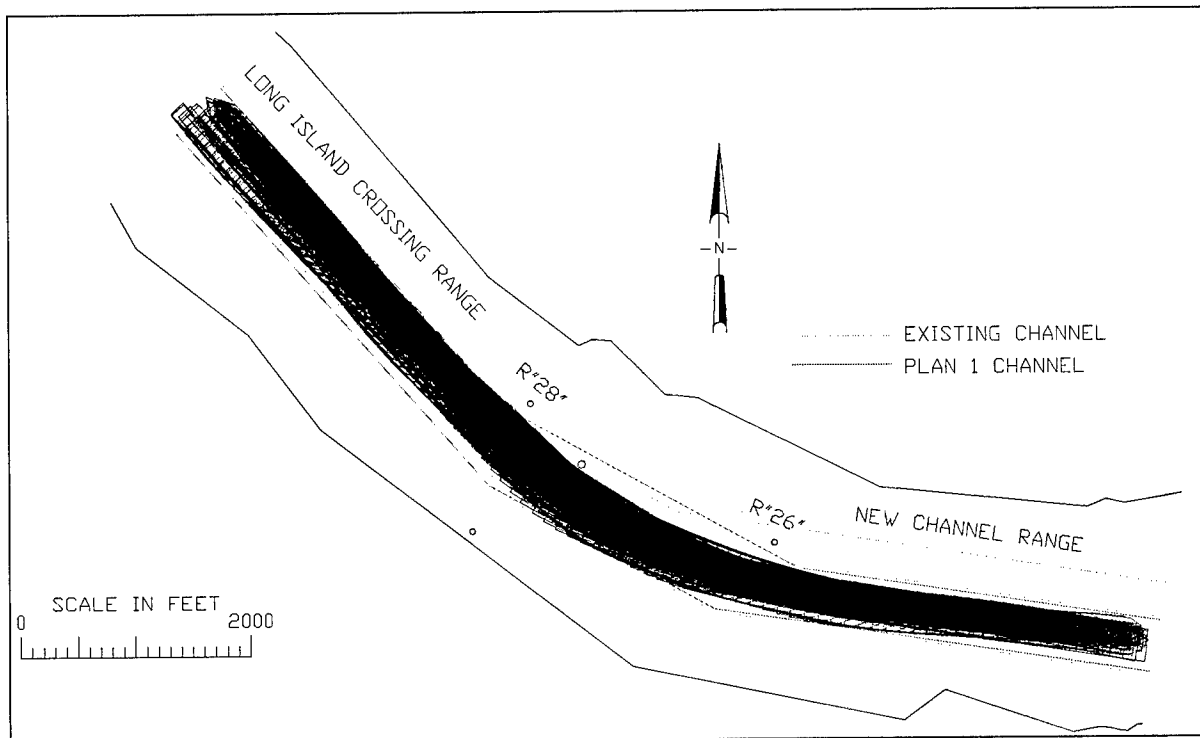 LONG ISLAND CROSSING RANGE
-N-
EXISTING CHANNEL
PLAN 1 CHANNEL
R"28"
R"26"
NEW CHANNEL RANGE
SCALE IN FEET
0 2000